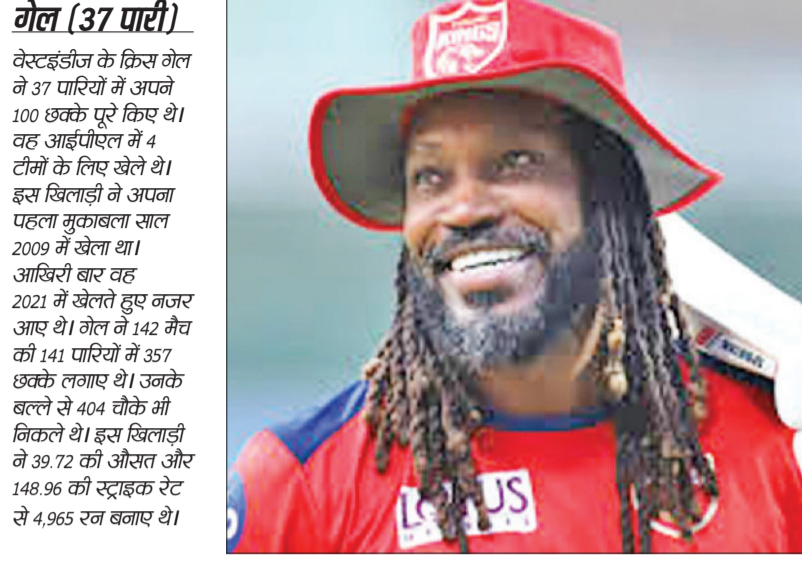 गेल (37 पारी)
वेस्टइंडीज के क्रिस गेल
ने 37 पारियों में अपने
100 छक्के पूरे किए थे।
वह आईपीएल में 4
टीमों के लिए खेले थे।
इस खिलाड़ी ने अपना
पहला मुकाबला साल
2009 में खेला था।
आखिरी बार वह
2021 में खेलते हुए नजर
आए थे। गेल ने 142 मैच
की 141 पारियों में 357
छक्के लगाए थे। उनके
बल्ले से 404 चौके भी
निकले थे। इस खिलाड़ी
ने 39.72 की औसत और
148.96 की स्ट्राइक रेट
से 4,965 रन बनाए थे।
KINGS